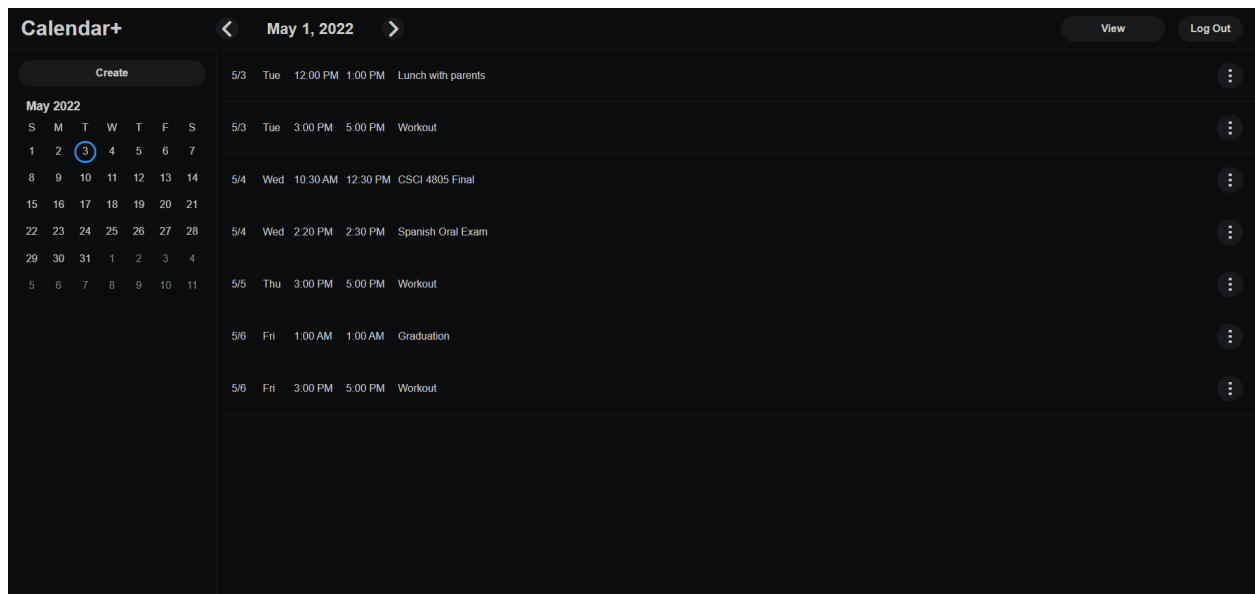 Calendar+
May 1, 2022
View
Log Out
Create
May 2022
S M T W T F S
1 2 3 4 5 6 7
8 9 10 11 12 13 14
15 16 17 18 19 20 21
22 23 24 25 26 27 28
29 30 31 1 2 3 4
5 6 7 8 9 10 11
5/3 Tue 12:00 PM 1:00 PM Lunch with parents
5/3 Tue 3:00 PM 5:00 PM Workout
5/4 Wed 10:30 AM 12:30 PM CSCI 4805 Final
5/4 Wed 2:20 PM 2:30 PM Spanish Oral Exam
5/5 Thu 3:00 PM 5:00 PM Workout
5/6 Fri 1:00 AM 1:00 AM Graduation
5/6 Fri 3:00 PM 5:00 PM Workout